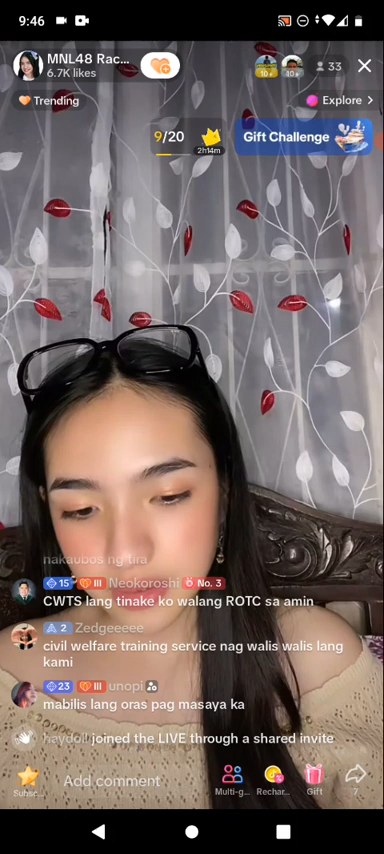 9:46
MNL48 Rac...
6.7K likes
10
10
33
Trending
Explore
9/20
2h14m
Gift Challenge
nakaubos ng tira
15 III Neokoroshi No. 3
CWTS lang tinake ko walang ROTC sa amin
2 Zedgeeeee
civil welfare training service nag walis walis lang
kami
23 III unopi
mabilis lang oras pag masaya ka
haydoll joined the LIVE through a shared invite
Subsc...
Add comment
Multi-g...
Rechar...
Gift
7